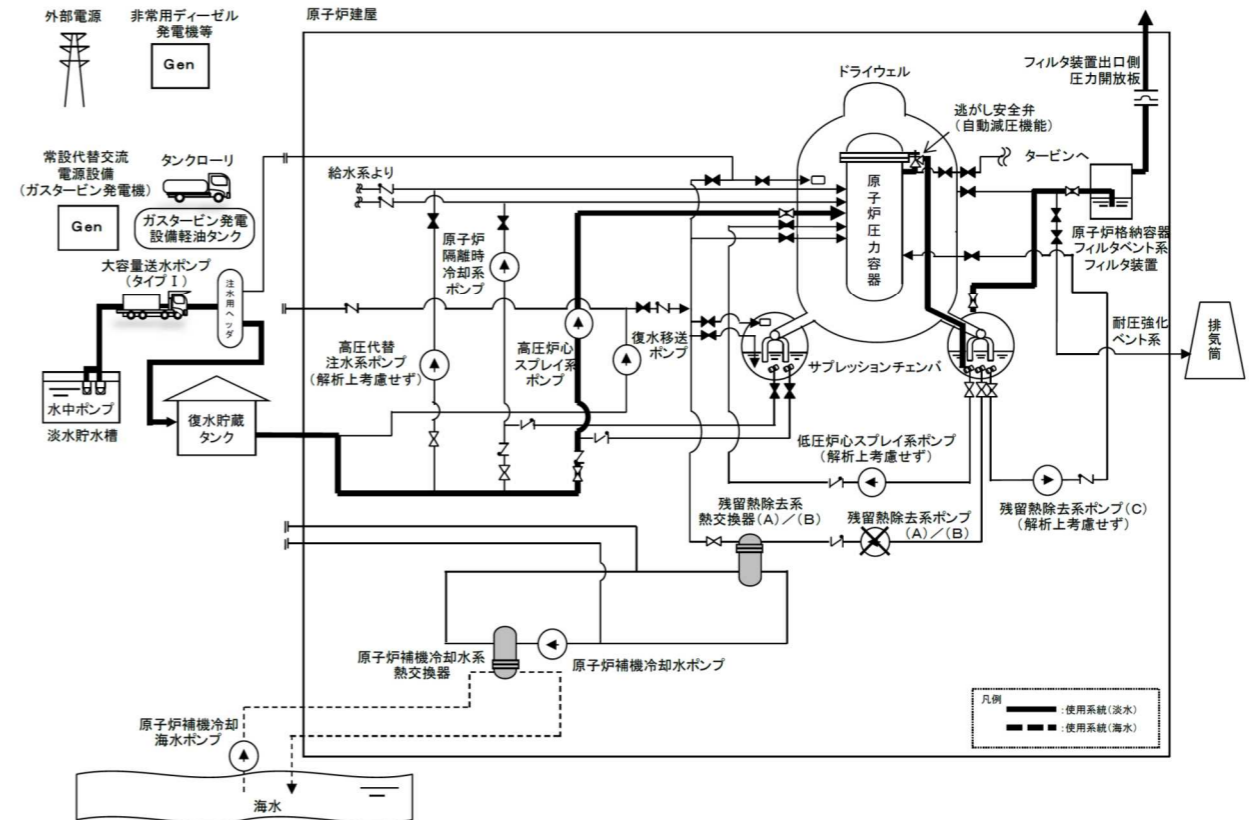 外部電源
非常用ディーゼル
発電機等
Gen
原子炉建屋
常設代替交流
電源設備
(ガスタービン発電機)
Gen
タンクローリ
ガスタービン発電
設備軽油タンク
大容量送水ポンプ
(タイプⅠ)
注水用ヘッダ
水中ポンプ
淡水貯水槽
復水貯蔵
タンク
給水系より
原子炉
隔離時
冷却系
ポンプ
高圧代替
注水系ポンプ
(解析上考慮せず)
高圧炉心
スプレイ系
ポンプ
復水移送
ポンプ
ドライウェル
原子炉圧力容器
逃がし安全弁
(自動減圧機能)
タービンへ
フィルタ装置出口側
圧力開放板
原子炉格納容器
フィルタベント系
フィルタ装置
耐圧強化
ベント系
排気筒
サプレッションチェンバ
低圧炉心スプレイ系ポンプ
(解析上考慮せず)
残留熱除去系
熱交換器(A)/(B)
残留熱除去系ポンプ
(A)/(B)
残留熱除去系ポンプ(C)
(解析上考慮せず)
原子炉補機冷却水系
熱交換器
原子炉補機冷却水ポンプ
原子炉補機冷却
海水ポンプ
海水
凡例
:使用系統(淡水)
:使用系統(海水)